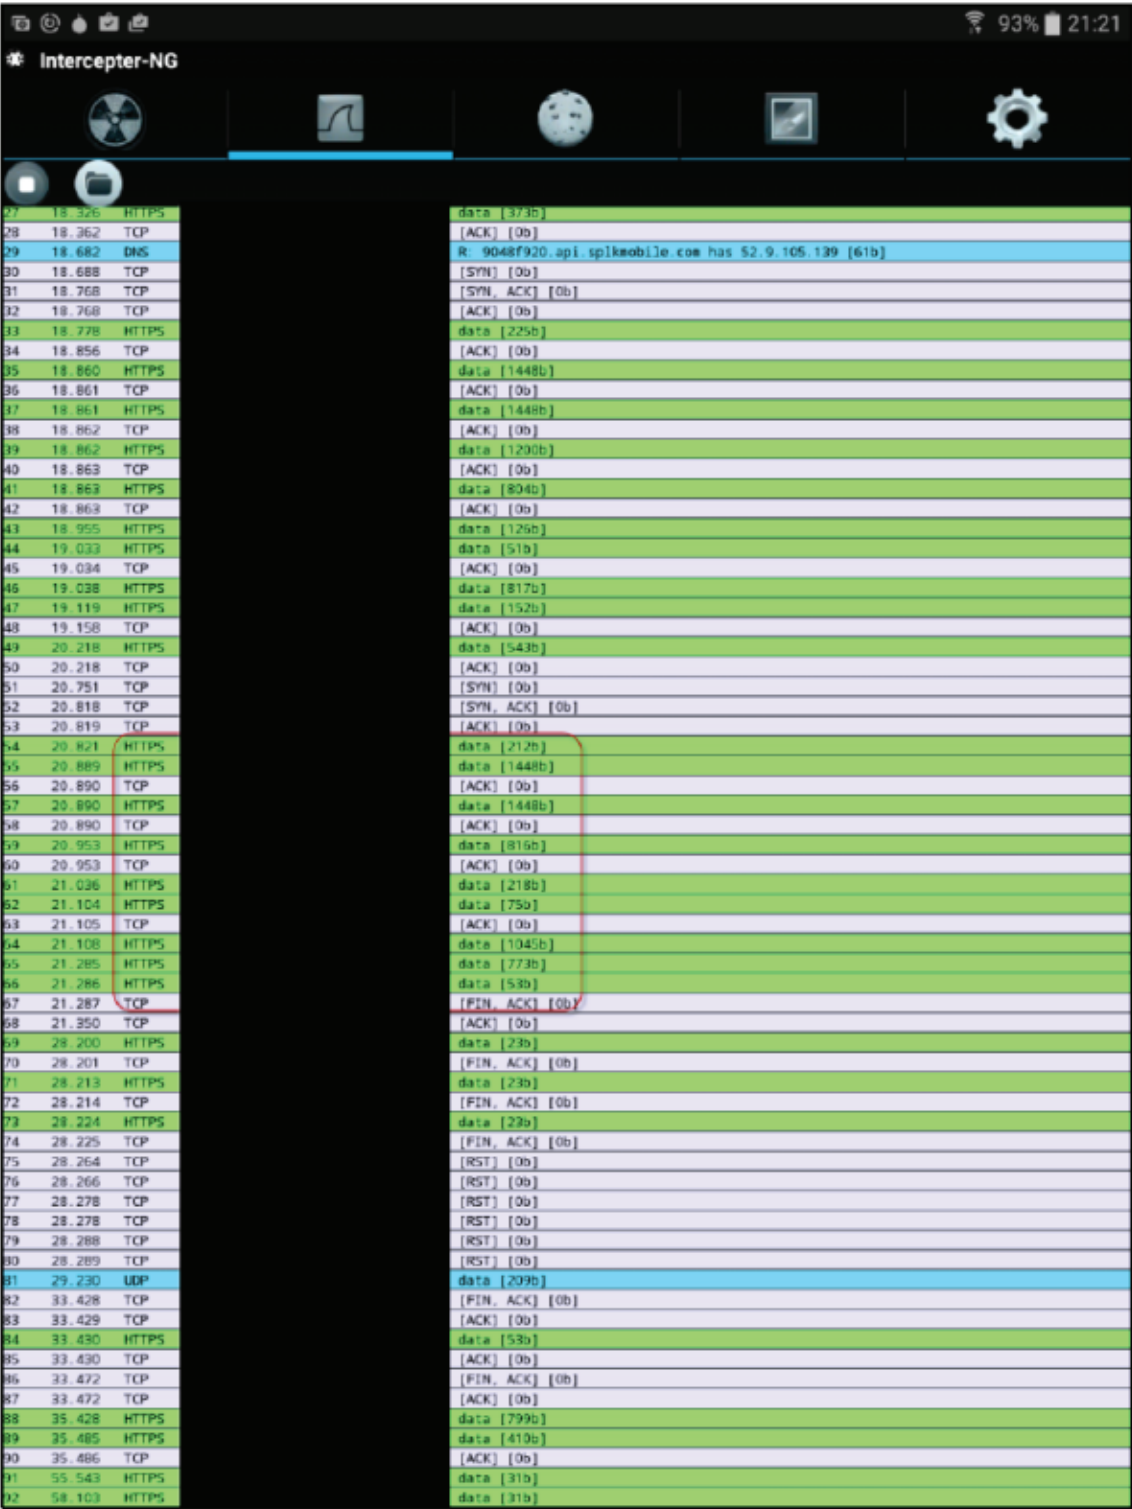 93% 21:21
Intercepter-NG
27 18.326 HTTPS data [373b]
28 18.362 TCP [ACK] [0b]
29 18.682 DNS R: 9048f920.api.splkmobile.com has 52.9.105.139 [61b]
30 18.688 TCP [SYN] [0b]
31 18.768 TCP [SYN, ACK] [0b]
32 18.768 TCP [ACK] [0b]
33 18.778 HTTPS data [225b]
34 18.856 TCP [ACK] [0b]
35 18.860 HTTPS data [1448b]
36 18.861 TCP [ACK] [0b]
37 18.861 HTTPS data [1448b]
38 18.862 TCP [ACK] [0b]
39 18.862 HTTPS data [1200b]
40 18.863 TCP [ACK] [0b]
41 18.863 HTTPS data [804b]
42 18.863 TCP [ACK] [0b]
43 18.955 HTTPS data [126b]
44 19.033 HTTPS data [51b]
45 19.034 TCP [ACK] [0b]
46 19.038 HTTPS data [817b]
47 19.119 HTTPS data [152b]
48 19.158 TCP [ACK] [0b]
49 20.218 HTTPS data [543b]
50 20.218 TCP [ACK] [0b]
51 20.751 TCP [SYN] [0b]
52 20.818 TCP [SYN, ACK] [0b]
53 20.819 TCP [ACK] [0b]
54 20.821 HTTPS data [212b]
55 20.889 HTTPS data [1448b]
56 20.890 TCP [ACK] [0b]
57 20.890 HTTPS data [1448b]
58 20.890 TCP [ACK] [0b]
59 20.953 HTTPS data [816b]
60 20.953 TCP [ACK] [0b]
61 21.036 HTTPS data [218b]
62 21.104 HTTPS data [75b]
63 21.105 TCP [ACK] [0b]
64 21.108 HTTPS data [1045b]
65 21.285 HTTPS data [773b]
66 21.286 HTTPS data [53b]
67 21.287 TCP [FIN, ACK] [0b]
68 21.350 TCP [ACK] [0b]
69 28.200 HTTPS data [23b]
70 28.201 TCP [FIN, ACK] [0b]
71 28.213 HTTPS data [23b]
72 28.214 TCP [FIN, ACK] [0b]
73 28.224 HTTPS data [23b]
74 28.225 TCP [FIN, ACK] [0b]
75 28.264 TCP [RST] [0b]
76 28.266 TCP [RST] [0b]
77 28.278 TCP [RST] [0b]
78 28.278 TCP [RST] [0b]
79 28.288 TCP [RST] [0b]
80 28.289 TCP [RST] [0b]
81 29.230 UDP data [209b]
82 33.428 TCP [FIN, ACK] [0b]
83 33.429 TCP [ACK] [0b]
84 33.430 HTTPS data [53b]
85 33.430 TCP [ACK] [0b]
86 33.472 TCP [FIN, ACK] [0b]
87 33.472 TCP [ACK] [0b]
88 35.428 HTTPS data [799b]
89 35.485 HTTPS data [410b]
90 35.486 TCP [ACK] [0b]
91 55.543 HTTPS data [31b]
92 58.103 HTTPS data [31b]